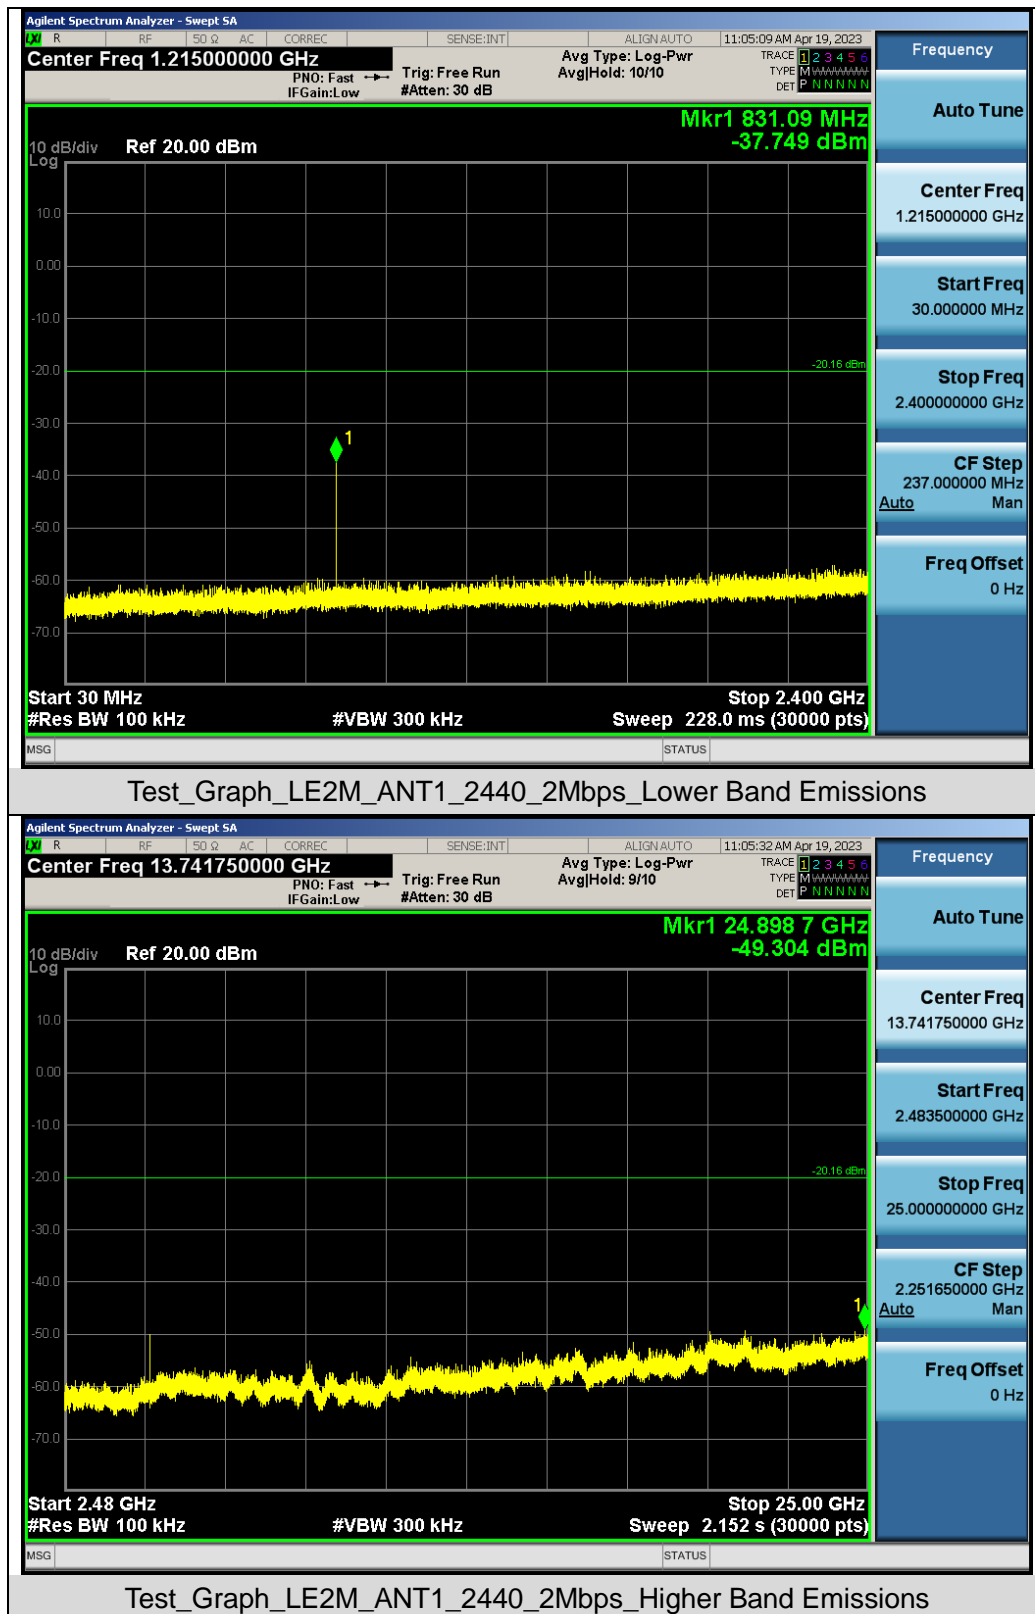 Agilent Spectrum Analyzer - Swept SA
LXI R RF 50 Ω AC CORREC SENSE:INT ALIGN AUTO 11:05:09 AM Apr 19, 2023
Center Freq 1.215000000 GHz
PNO: Fast
IFGain:Low
Trig: Free Run
#Atten: 30 dB
Avg Type: Log-Pwr
Avg|Hold: 10/10
TRACE 1 2 3 4 5 6
TYPE M
DET P N N N N N
Mkr1 831.09 MHz
-37.749 dBm
10 dB/div Ref 20.00 dBm
Log
10.0
0.00
-10.0
-20.0
-20.16 dBm
-30.0
1
-40.0
-50.0
-60.0
-70.0
Start 30 MHz Stop 2.400 GHz
#Res BW 100 kHz #VBW 300 kHz Sweep 228.0 ms (30000 pts)
MSG STATUS
Frequency
Auto Tune
Center Freq
1.215000000 GHz
Start Freq
30.000000 MHz
Stop Freq
2.400000000 GHz
CF Step
237.000000 MHz
Auto Man
Freq Offset
0 Hz
Test_Graph_LE2M_ANT1_2440_2Mbps_Lower Band Emissions
Agilent Spectrum Analyzer - Swept SA
LXI R RF 50 Ω AC CORREC SENSE:INT ALIGN AUTO 11:05:32 AM Apr 19, 2023
Center Freq 13.741750000 GHz
PNO: Fast
IFGain:Low
Trig: Free Run
#Atten: 30 dB
Avg Type: Log-Pwr
Avg|Hold: 9/10
TRACE 1 2 3 4 5 6
TYPE M
DET P N N N N N
Mkr1 24.898 7 GHz
-49.304 dBm
10 dB/div Ref 20.00 dBm
Log
10.0
0.00
-10.0
-20.0
-20.16 dBm
-30.0
-40.0
1
-50.0
-60.0
-70.0
Start 2.48 GHz Stop 25.00 GHz
#Res BW 100 kHz #VBW 300 kHz Sweep 2.152 s (30000 pts)
MSG STATUS
Frequency
Auto Tune
Center Freq
13.741750000 GHz
Start Freq
2.483500000 GHz
Stop Freq
25.000000000 GHz
CF Step
2.251650000 GHz
Auto Man
Freq Offset
0 Hz
Test_Graph_LE2M_ANT1_2440_2Mbps_Higher Band Emissions